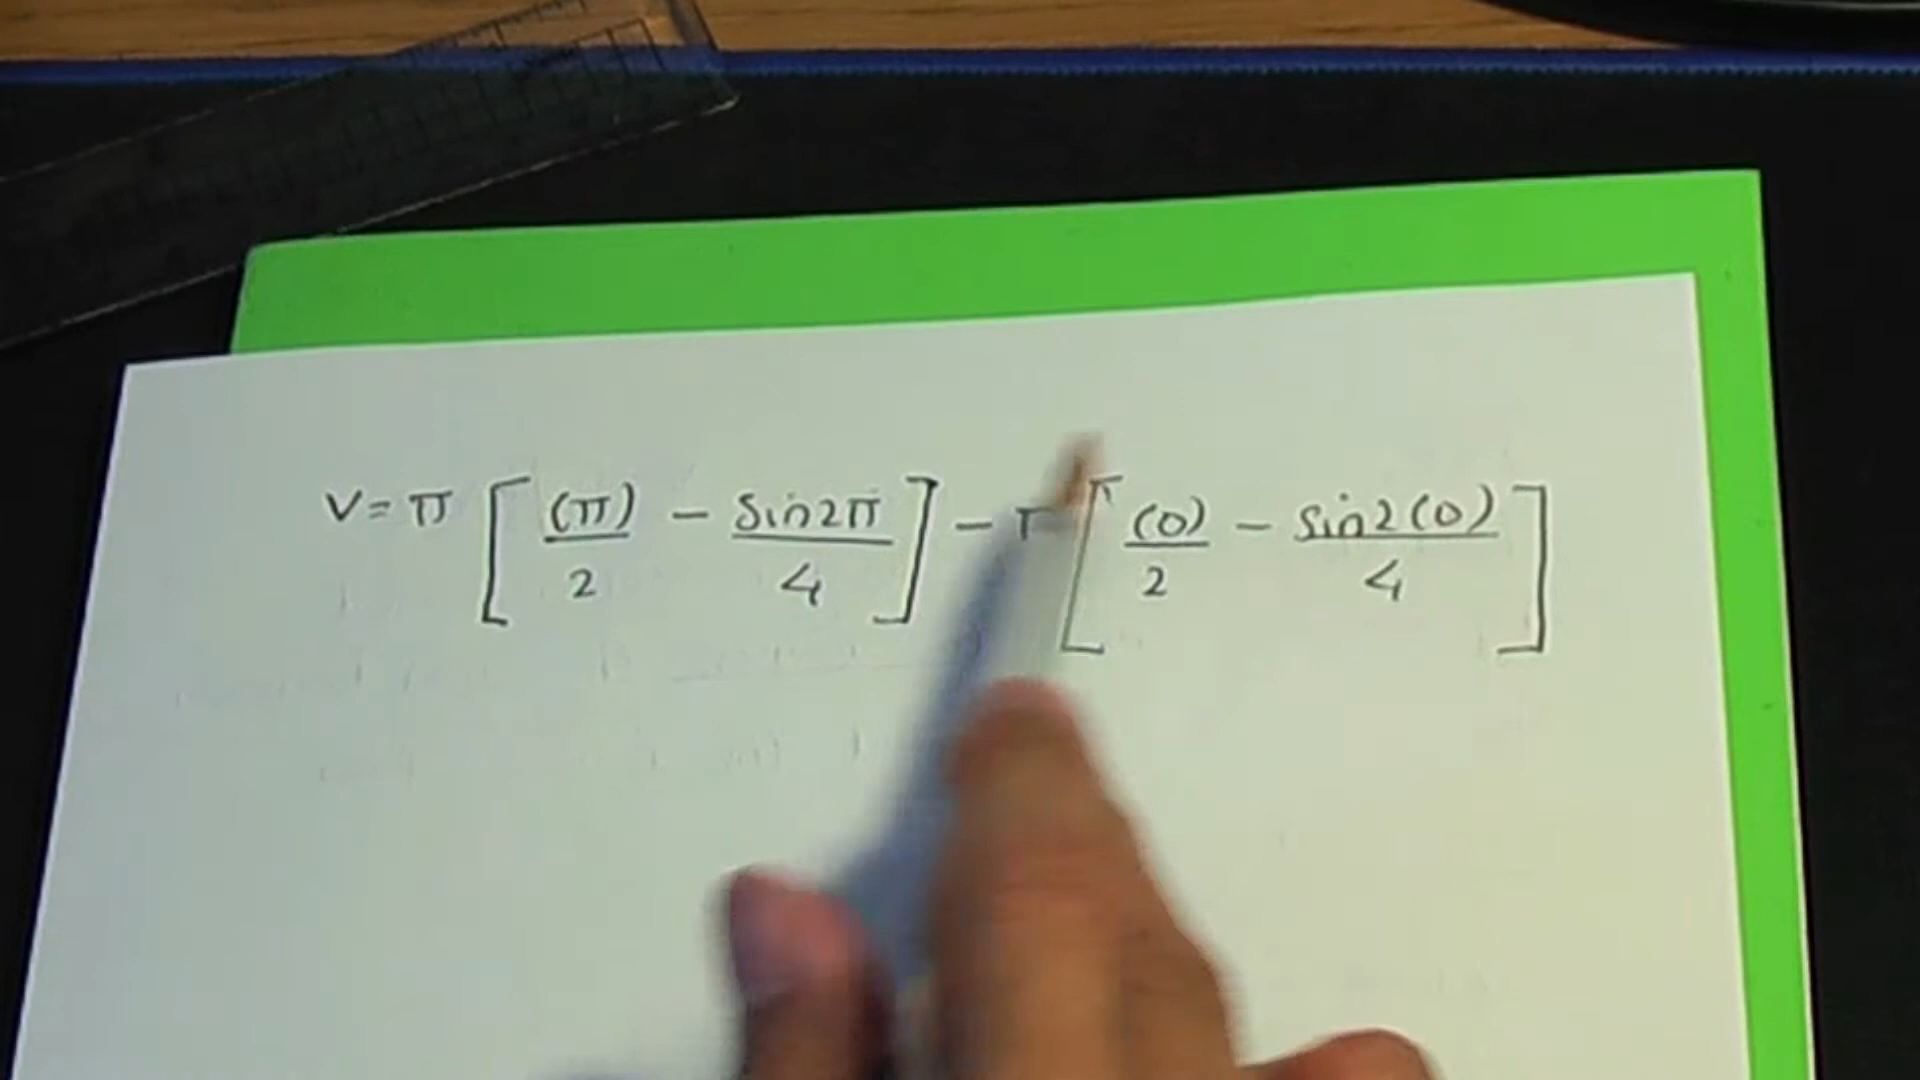 V = π [ (π)/2 − sin2π/4 ] − π [ (0)/2 − sin2(0)/4 ]